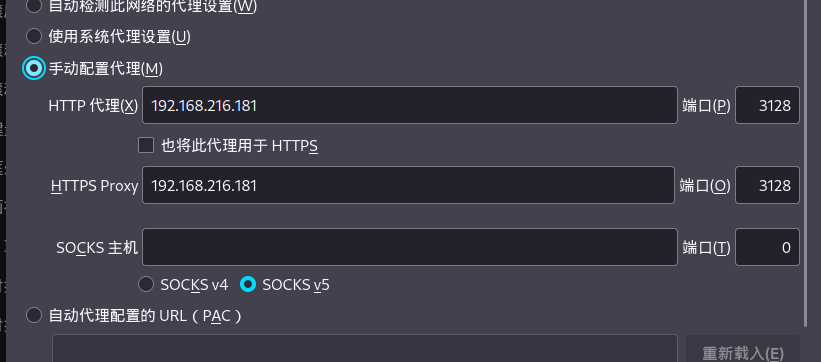 自动检测此网络的代理设置(W)
使用系统代理设置(U)
手动配置代理(M)
HTTP 代理(X) 192.168.216.181 端口(P) 3128
也将此代理用于 HTTPS
HTTPS Proxy 192.168.216.181 端口(O) 3128
SOCKS 主机 端口(T) 0
SOCKS v4 SOCKS v5
自动代理配置的 URL（PAC）
重新载入(E)